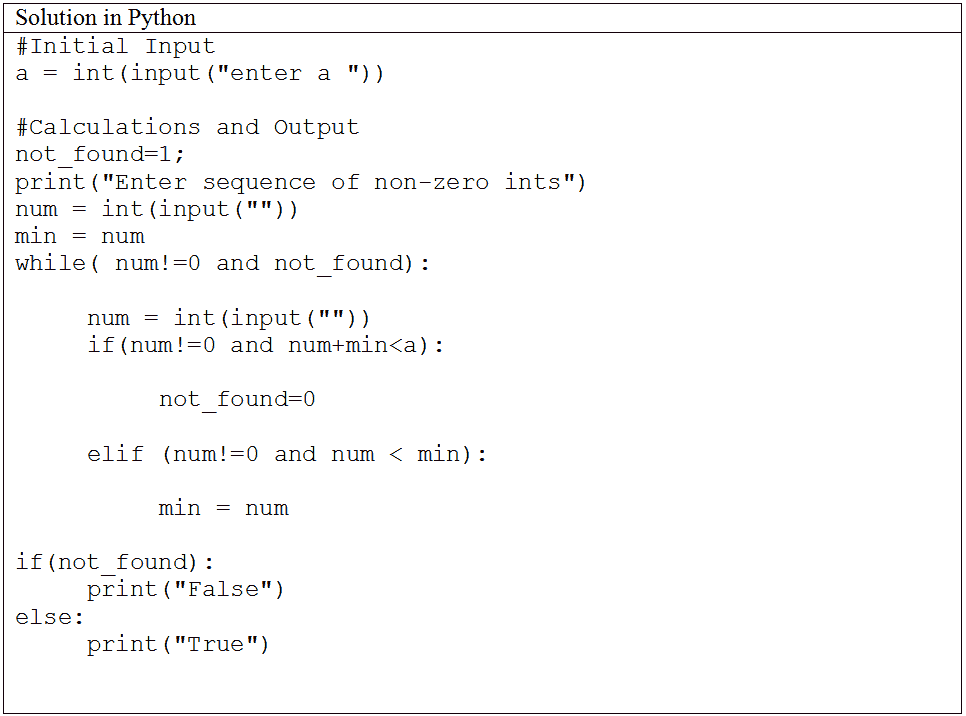 Solution in Python
#Initial Input
a = int(input("enter a "))
#Calculations and Output
not_found=1;
print("Enter sequence of non-zero ints")
num = int(input(""))
min = num
while( num!=0 and not_found):
num = int(input(""))
if(num!=0 and num+min<a):
not_found=0
elif (num!=0 and num < min):
min = num
if(not_found):
print("False")
else:
print("True")